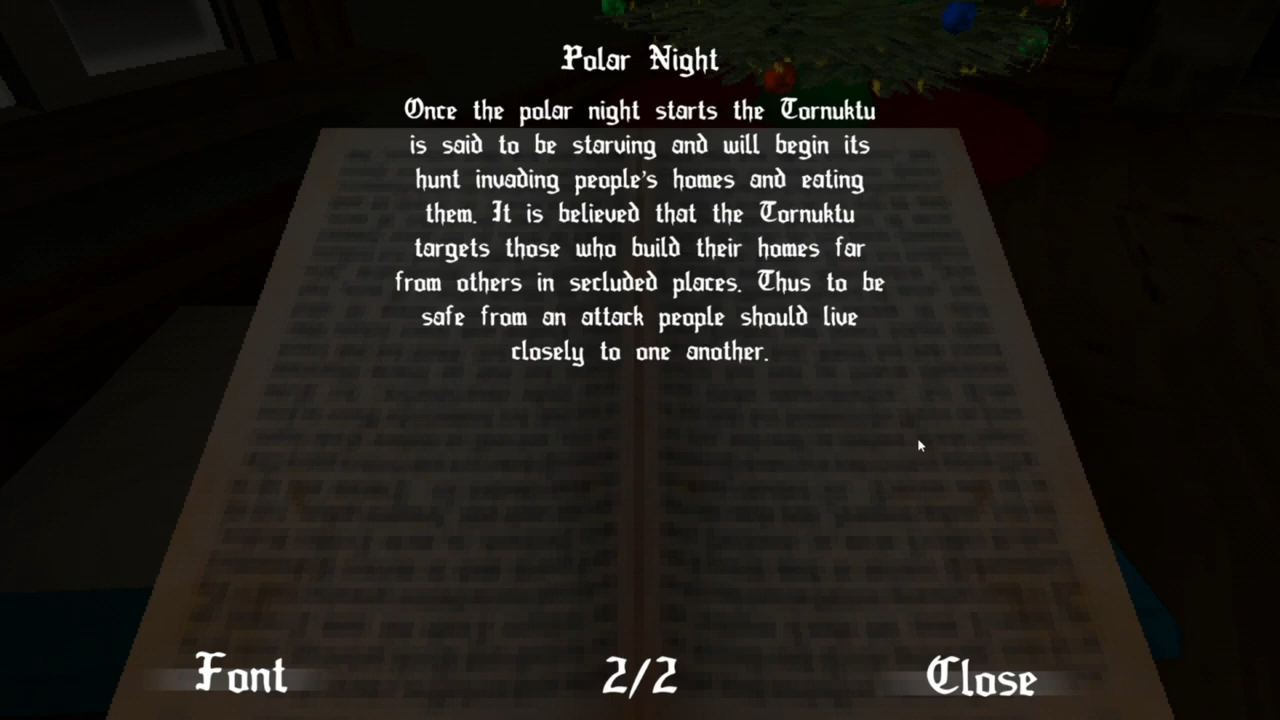 Polar Night
Once the polar night starts the Tornuktu
is said to be starving and will begin its
hunt invading people's homes and eating
them. It is believed that the Tornuktu
targets those who build their homes far
from others in secluded places. Thus to be
safe from an attack people should live
closely to one another.
Font
2/2
Close